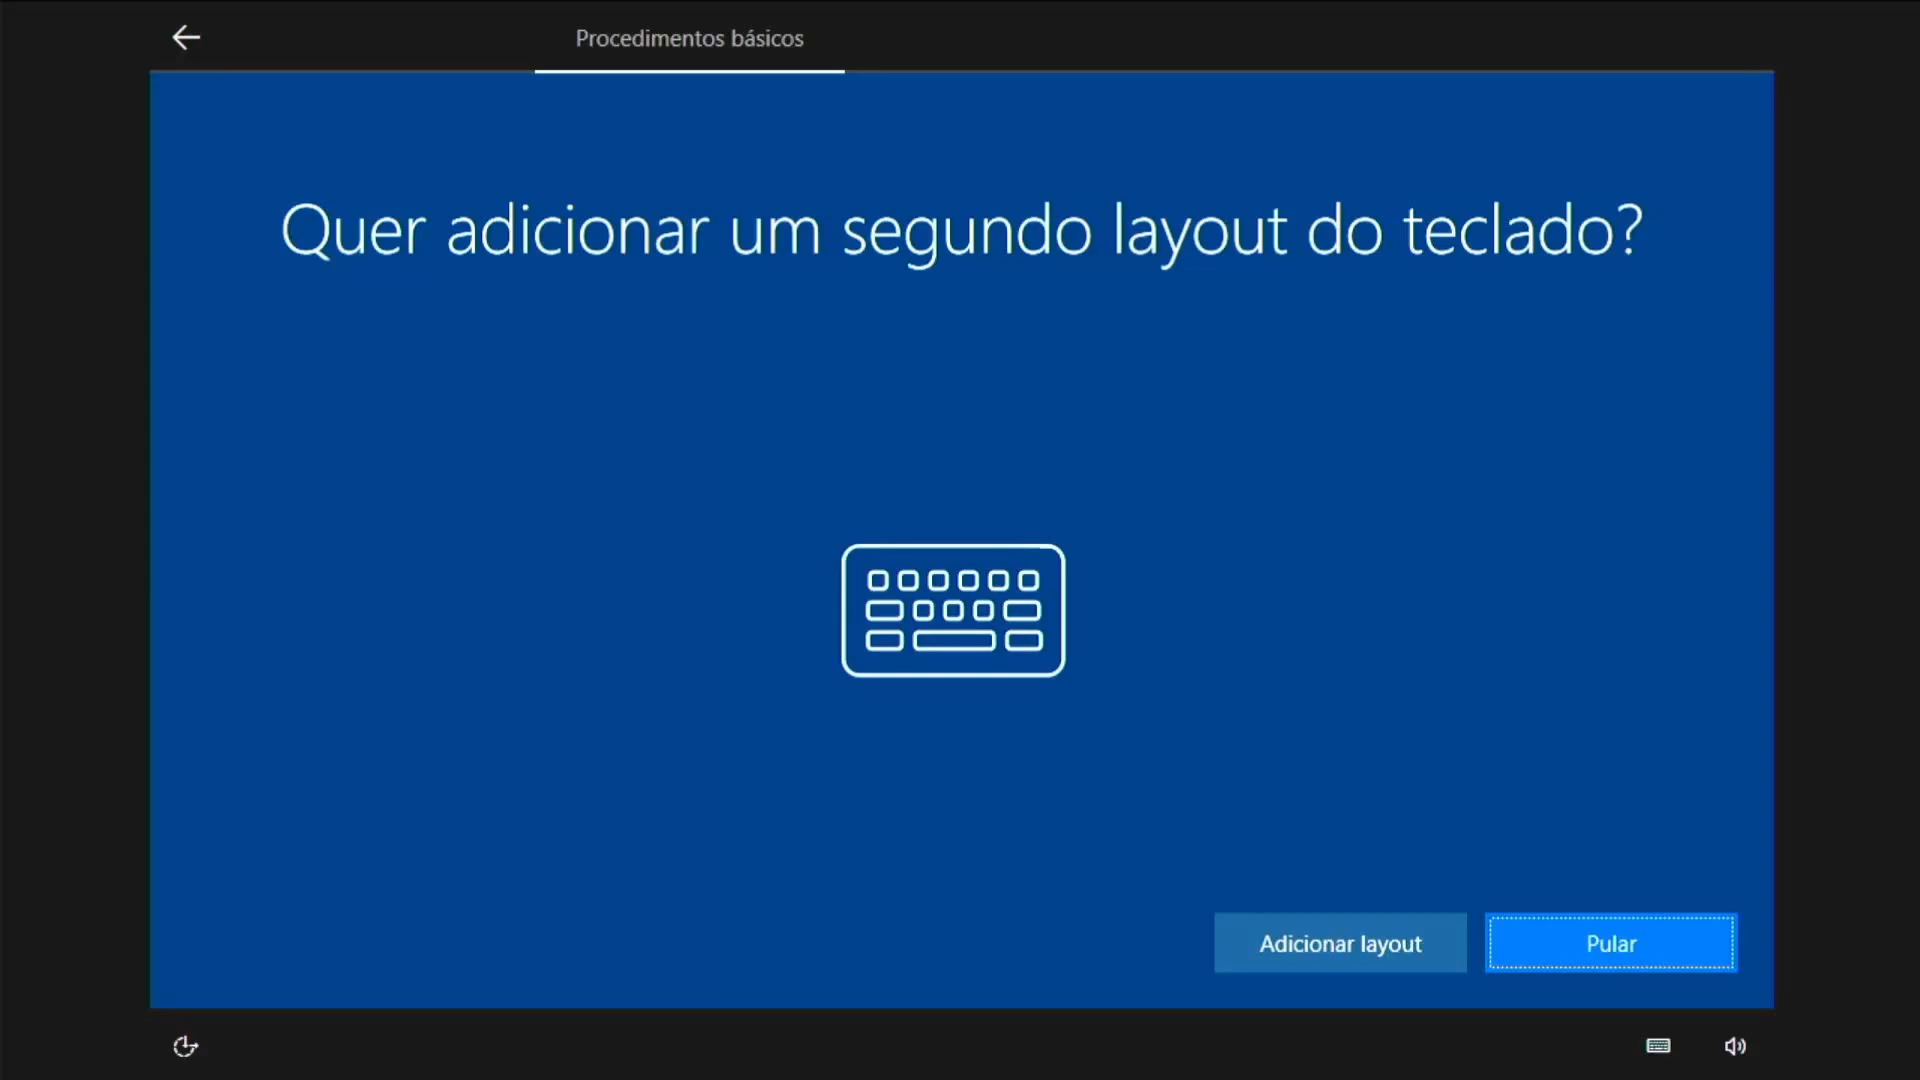 Procedimentos básicos
Quer adicionar um segundo layout do teclado?
Adicionar layout
Pular